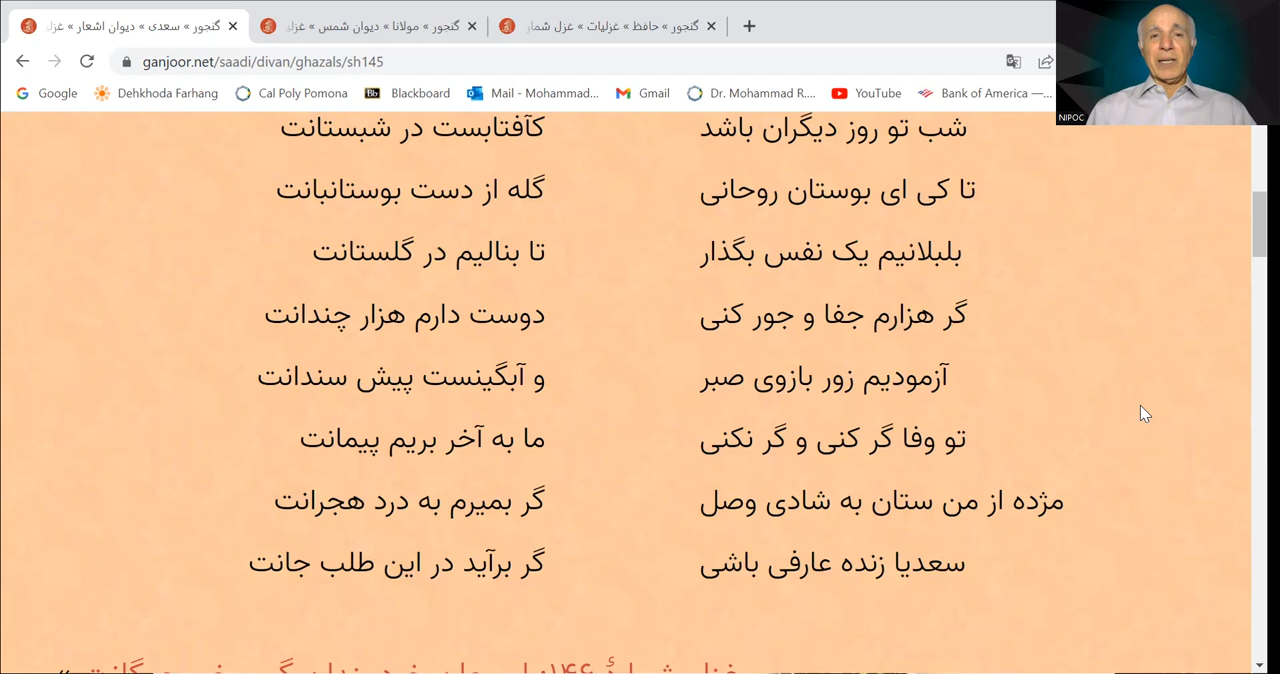 گنجور » سعدی » دیوان اشعار » غزل
گنجور » مولانا » دیوان شمس » غزلی
گنجور » حافظ » غزلیات » غزل شمار
ganjoor.net/saadi/divan/ghazals/sh145
Google Dehkhoda Farhang Cal Poly Pomona Blackboard Mail - Mohammad... Gmail Dr. Mohammad R.... YouTube Bank of America —...
NIPOC
شب تو روز دیگران باشد کآفتابست در شبستانت
تا کی ای بوستان روحانی گله از دست بوستانبانت
بلبلانیم یک نفس بگذار تا بنالیم در گلستانت
گر هزارم جفا و جور کنی دوست دارم هزار چندانت
آزمودیم زور بازوی صبر و آبگینست پیش سندانت
تو وفا گر کنی و گر نکنی ما به آخر بریم پیمانت
مژده از من ستان به شادی وصل گر بمیرم به درد هجرانت
سعدیا زنده عارفی باشی گر برآید در این طلب جانت